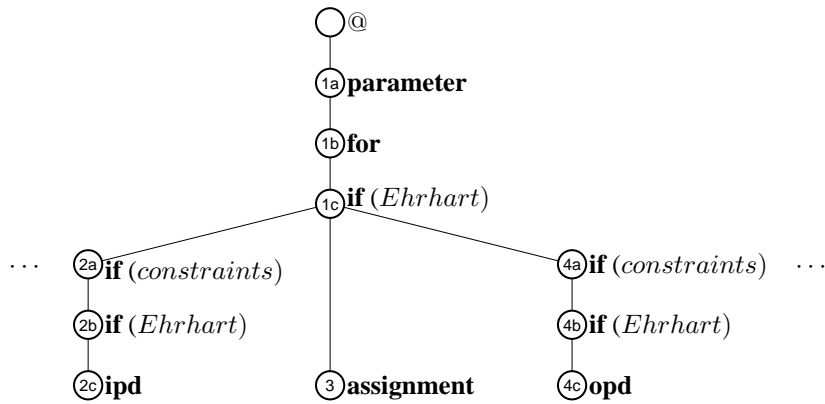 @
1a parameter
1b for
1c if (Ehrhart)
... 2a if (constraints) 4a if (constraints) ...
2b if (Ehrhart) 4b if (Ehrhart)
2c ipd 3 assignment 4c opd